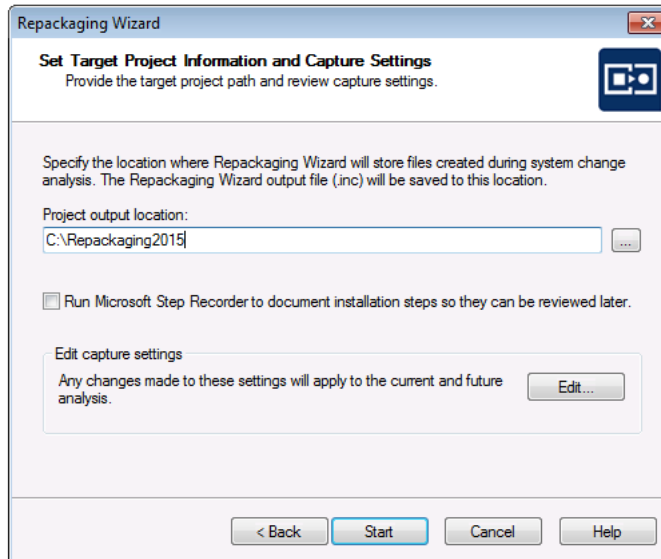 Repackaging Wizard
Set Target Project Information and Capture Settings
Provide the target project path and review capture settings.
Specify the location where Repackaging Wizard will store files created during system change
analysis. The Repackaging Wizard output file (.inc) will be saved to this location.
Project output location:
C:\Repackaging2015
...
Run Microsoft Step Recorder to document installation steps so they can be reviewed later.
Edit capture settings
Any changes made to these settings will apply to the current and future
analysis.
Edit...
< Back
Start
Cancel
Help